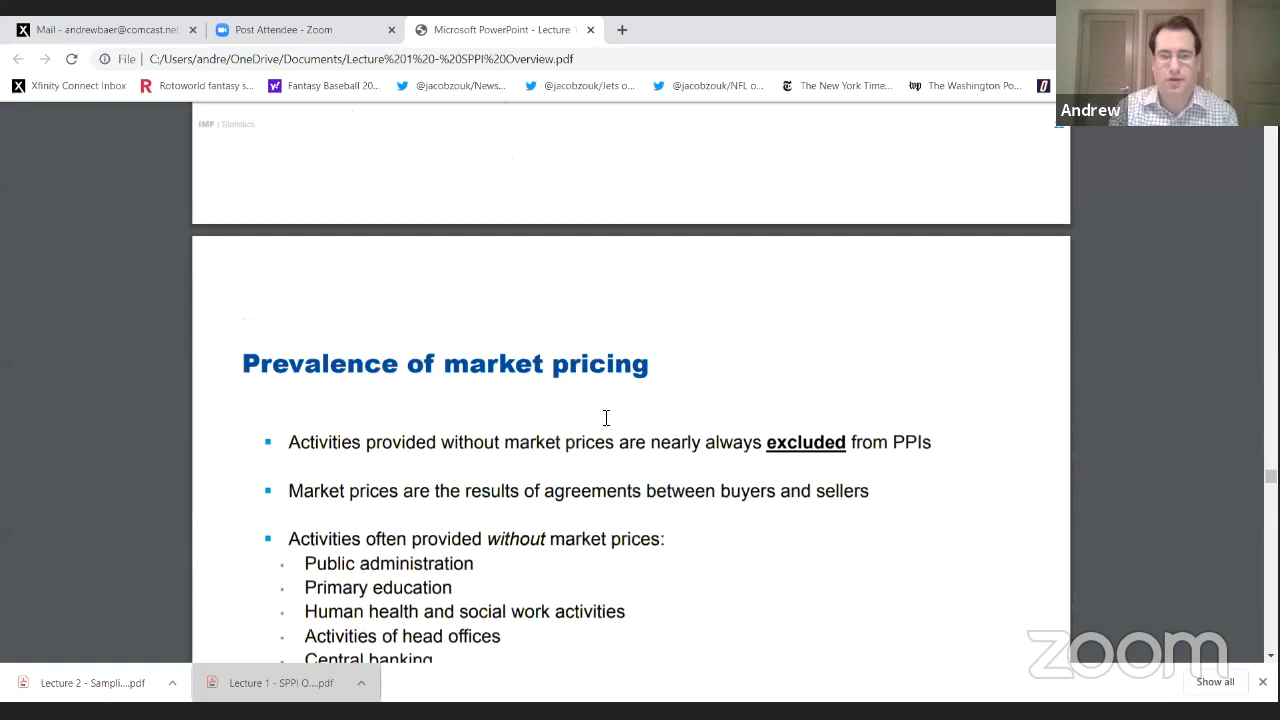 Mail - andrewbaer@comcast.net
Post Attendee - Zoom
Microsoft PowerPoint - Lecture 1
File
C:/Users/andre/OneDrive/Documents/Lecture%201%20-%20SPPI%20Overview.pdf
Xfinity Connect Inbox
Rotoworld fantasy s...
Fantasy Baseball 20...
@jacobzouk/News...
@jacobzouk/Jets o...
@jacobzouk/NFL o...
The New York Time...
The Washington Po...
Andrew
IMF | Statistics
22
Prevalence of market pricing
Activities provided without market prices are nearly always excluded from PPIs
Market prices are the results of agreements between buyers and sellers
Activities often provided without market prices:
Public administration
Primary education
Human health and social work activities
Activities of head offices
Central banking
zoom
Lecture 2 - Sampli....pdf
Lecture 1 - SPPI O....pdf
Show all